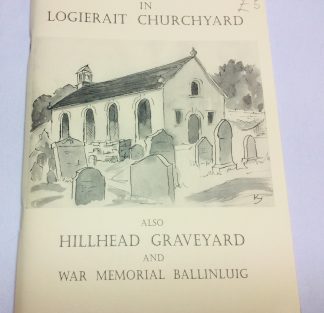 IN
£5
LOGIERAIT CHURCHYARD
ALSO
HILLHEAD GRAVEYARD
AND
WAR MEMORIAL BALLINLUIG